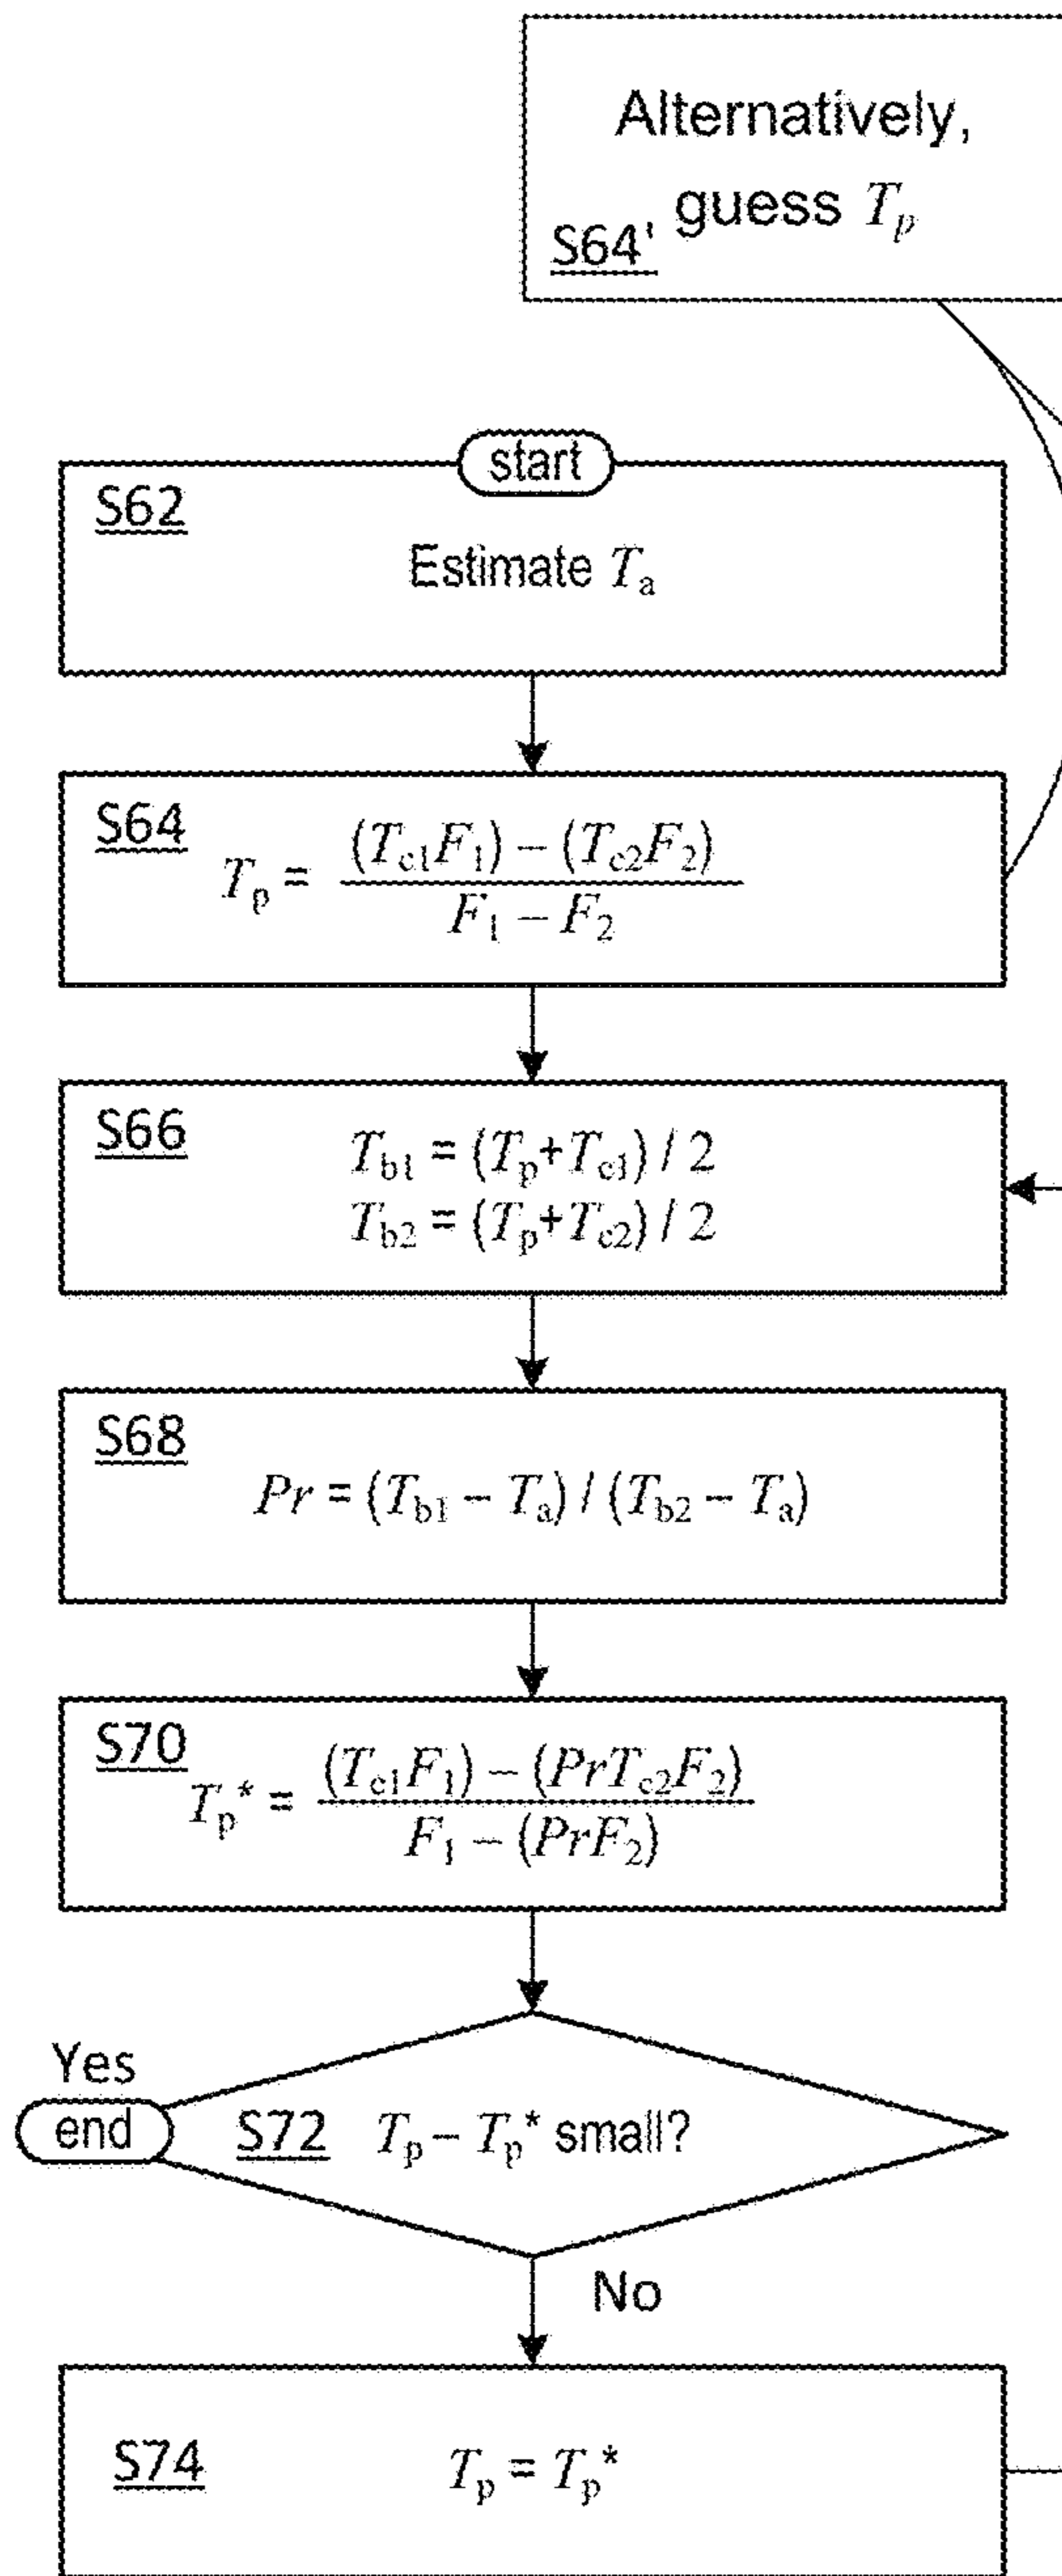 Alternatively,
guess Tp
S64'
start
S62
Estimate Ta
S64
Tp = (Tc1F1) – (Tc2F2)
F1 – F2
S66
Tb1 = (Tp+Tc1) / 2
Tb2 = (Tp+Tc2) / 2
S68
Pr = (Tb1 – Ta) / (Tb2 – Ta)
S70
Tp* = (Tc1F1) – (PrTc2F2)
F1 – (PrF2)
Yes
end
S72 Tp – Tp* small?
No
S74 Tp = Tp*